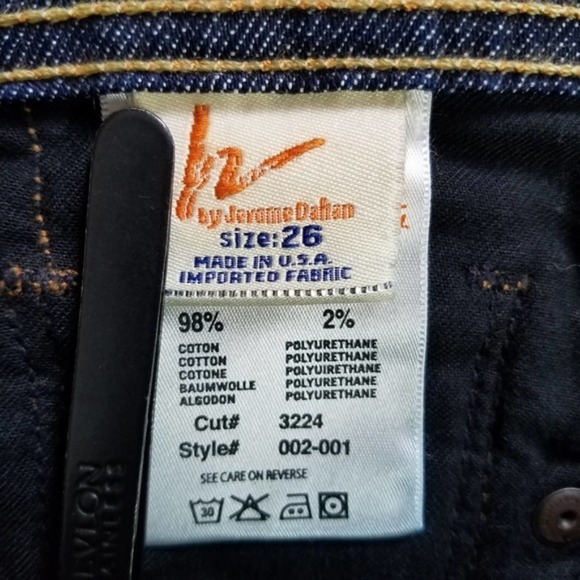 by Jerome Dahan
size:26
MADE IN U.S.A.
IMPORTED FABRIC
98% 2%
COTON POLYURETHANE
COTTON POLYURETHANE
COTONE POLYUIRETHANE
BAUMWOLLE POLYURETHANE
ALGODON POLYURETHANE
Cut# 3224
Style# 002-001
SEE CARE ON REVERSE
30